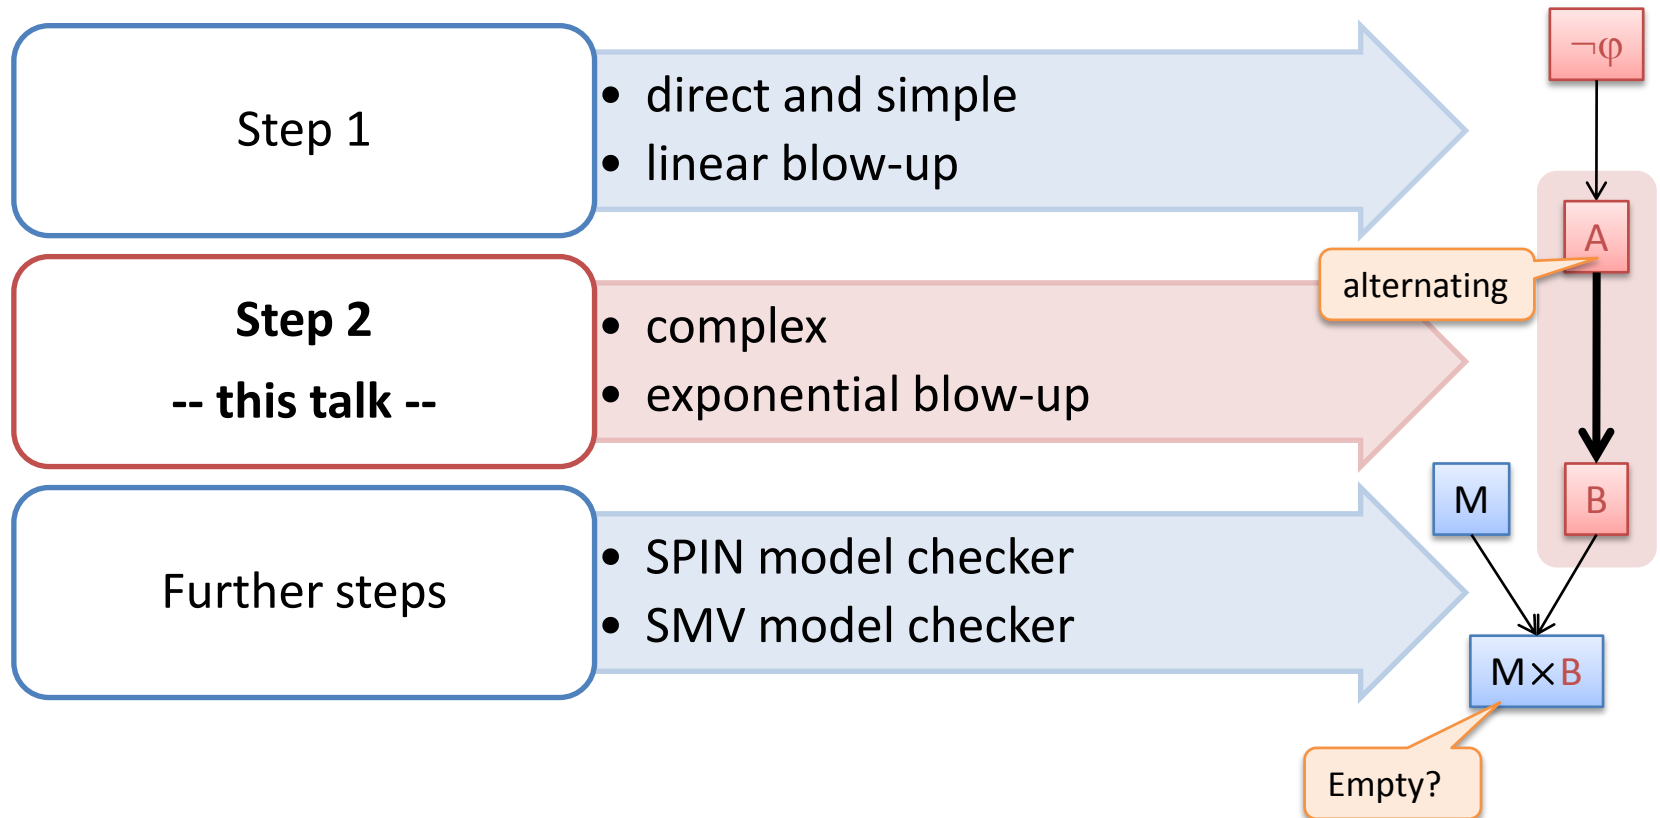 Step 1
• direct and simple
• linear blow-up
Step 2
-- this talk --
• complex
• exponential blow-up
Further steps
• SPIN model checker
• SMV model checker
¬φ
A
alternating
M
B
M×B
Empty?